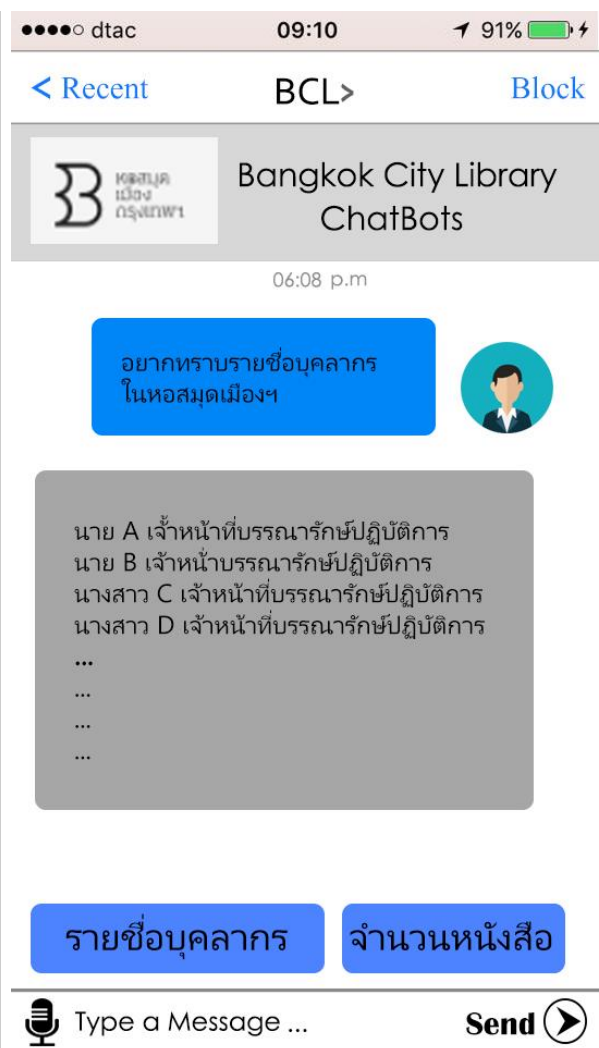 dtac 09:10 91%
< Recent BCL> Block
หอสมุด
เมือง
กรุงเทพฯ
Bangkok City Library
ChatBots
06:08 p.m
อยากทราบรายชื่อบุคลากร
ในหอสมุดเมืองฯ
นาย A เจ้าหน้าที่บรรณารักษ์ปฏิบัติการ
นาย B เจ้าหน่ำบรรณารักษ์ปฏิบัติการ
นางสาว C เจ้าหน้าที่บรรณารักษ์ปฏิบัติการ
นางสาว D เจ้าหน้าที่บรรณารักษ์ปฏิบัติการ
...
...
...
...
รายชื่อบุคลากร จำนวนหนังสือ
Type a Message ... Send